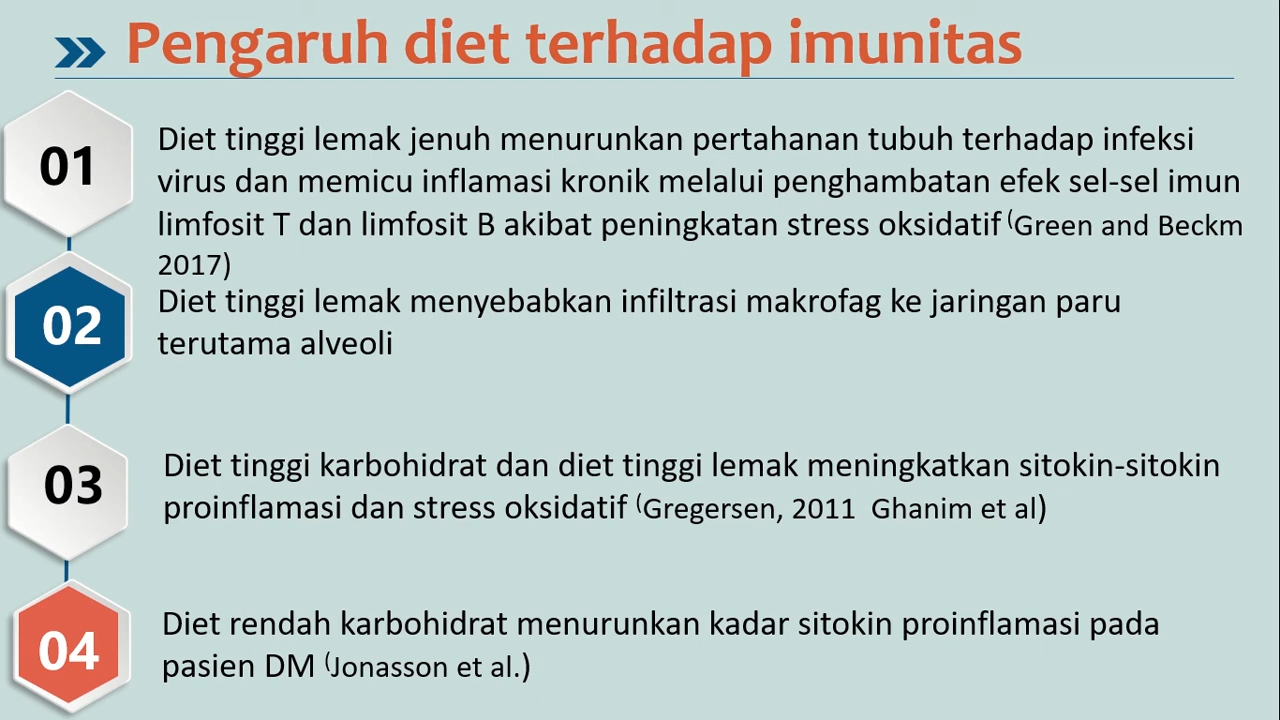 Pengaruh diet terhadap imunitas
01
Diet tinggi lemak jenuh menurunkan pertahanan tubuh terhadap infeksi
virus dan memicu inflamasi kronik melalui penghambatan efek sel-sel imun
limfosit T dan limfosit B akibat peningkatan stress oksidatif (Green and Beckm
2017)
02
Diet tinggi lemak menyebabkan infiltrasi makrofag ke jaringan paru
terutama alveoli
03
Diet tinggi karbohidrat dan diet tinggi lemak meningkatkan sitokin-sitokin
proinflamasi dan stress oksidatif (Gregersen, 2011 Ghanim et al)
04
Diet rendah karbohidrat menurunkan kadar sitokin proinflamasi pada
pasien DM (Jonasson et al.)